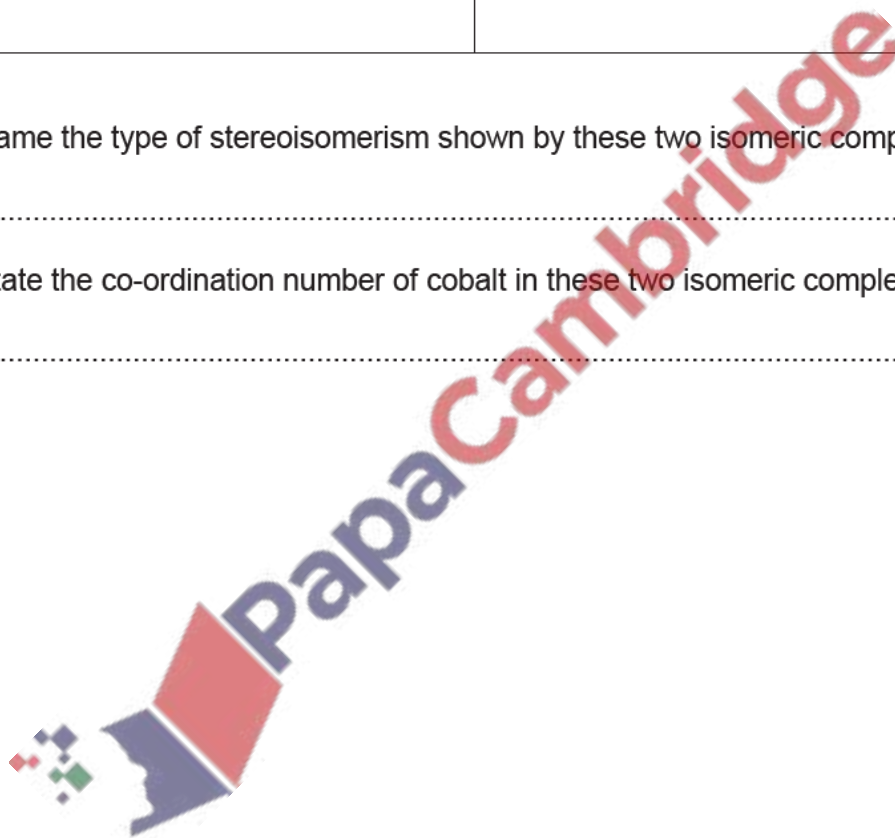 ame the type of stereoisomerism shown by these two isomeric comp
................................................................................
tate the co-ordination number of cobalt in these two isomeric comple
................................................................................
PapaCambridge